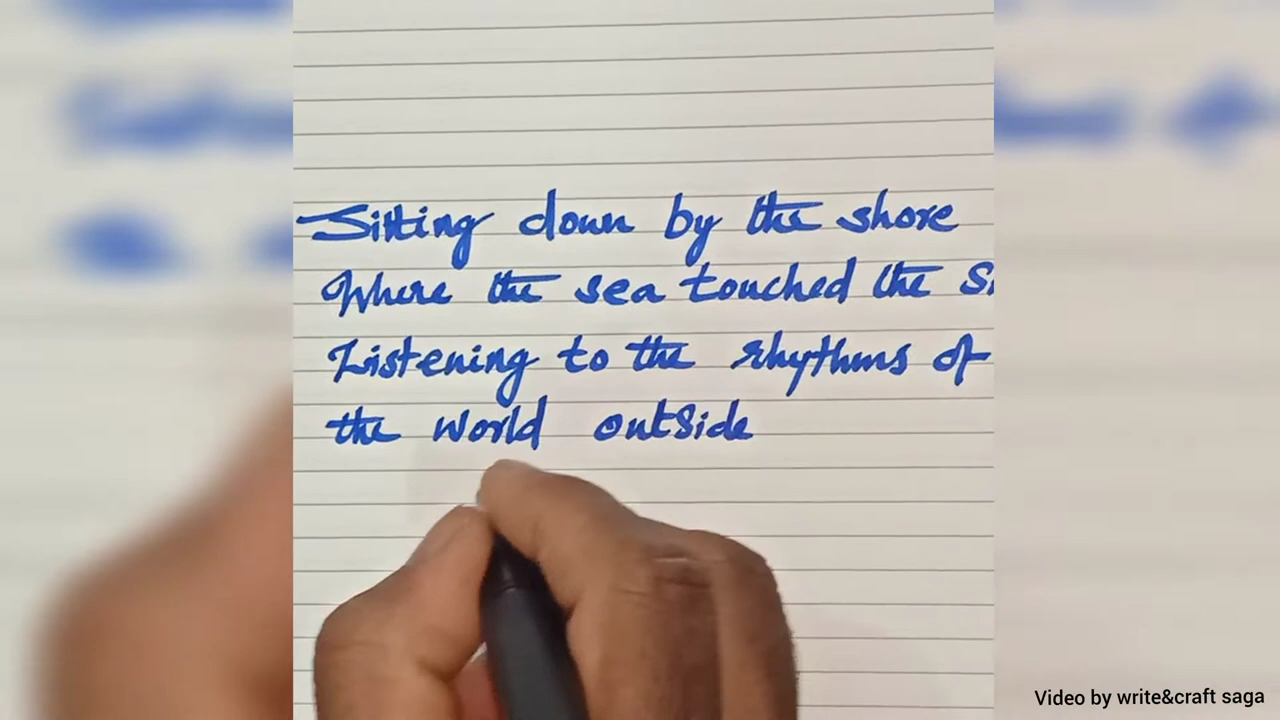 Sitting down by the shore
Where the sea touched the
Listening to the rhythms of
the world outside
Video by write&craft saga